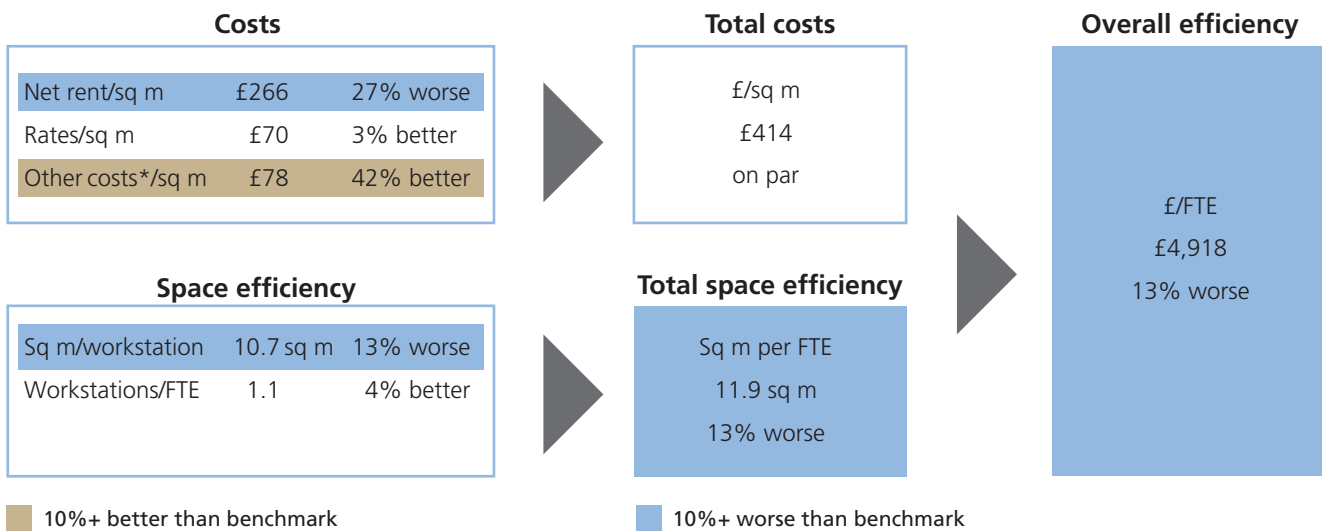 Costs
Net rent/sq m £266 27% worse
Rates/sq m £70 3% better
Other costs*/sq m £78 42% better
Total costs
£/sq m
£414
on par
Space efficiency
Sq m/workstation 10.7 sq m 13% worse
Workstations/FTE 1.1 4% better
Total space efficiency
Sq m per FTE
11.9 sq m
13% worse
Overall efficiency
£/FTE
£4,918
13% worse
10%+ better than benchmark
10%+ worse than benchmark